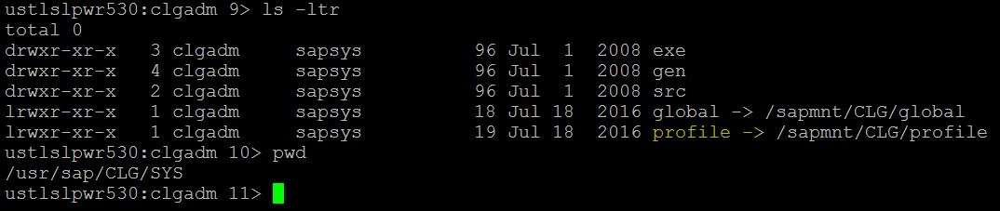 ustlslpwr530:clgadm 9> ls -ltr
total 0
drwxr-xr-x   3 clgadm     sapsys          96 Jul  1  2008 exe
drwxr-xr-x   4 clgadm     sapsys          96 Jul  1  2008 gen
drwxr-xr-x   2 clgadm     sapsys          96 Jul  1  2008 src
lrwxr-xr-x   1 clgadm     sapsys          18 Jul 18  2016 global -> /sapmnt/CLG/global
lrwxr-xr-x   1 clgadm     sapsys          19 Jul 18  2016 profile -> /sapmnt/CLG/profile
ustlslpwr530:clgadm 10> pwd
/usr/sap/CLG/SYS
ustlslpwr530:clgadm 11>